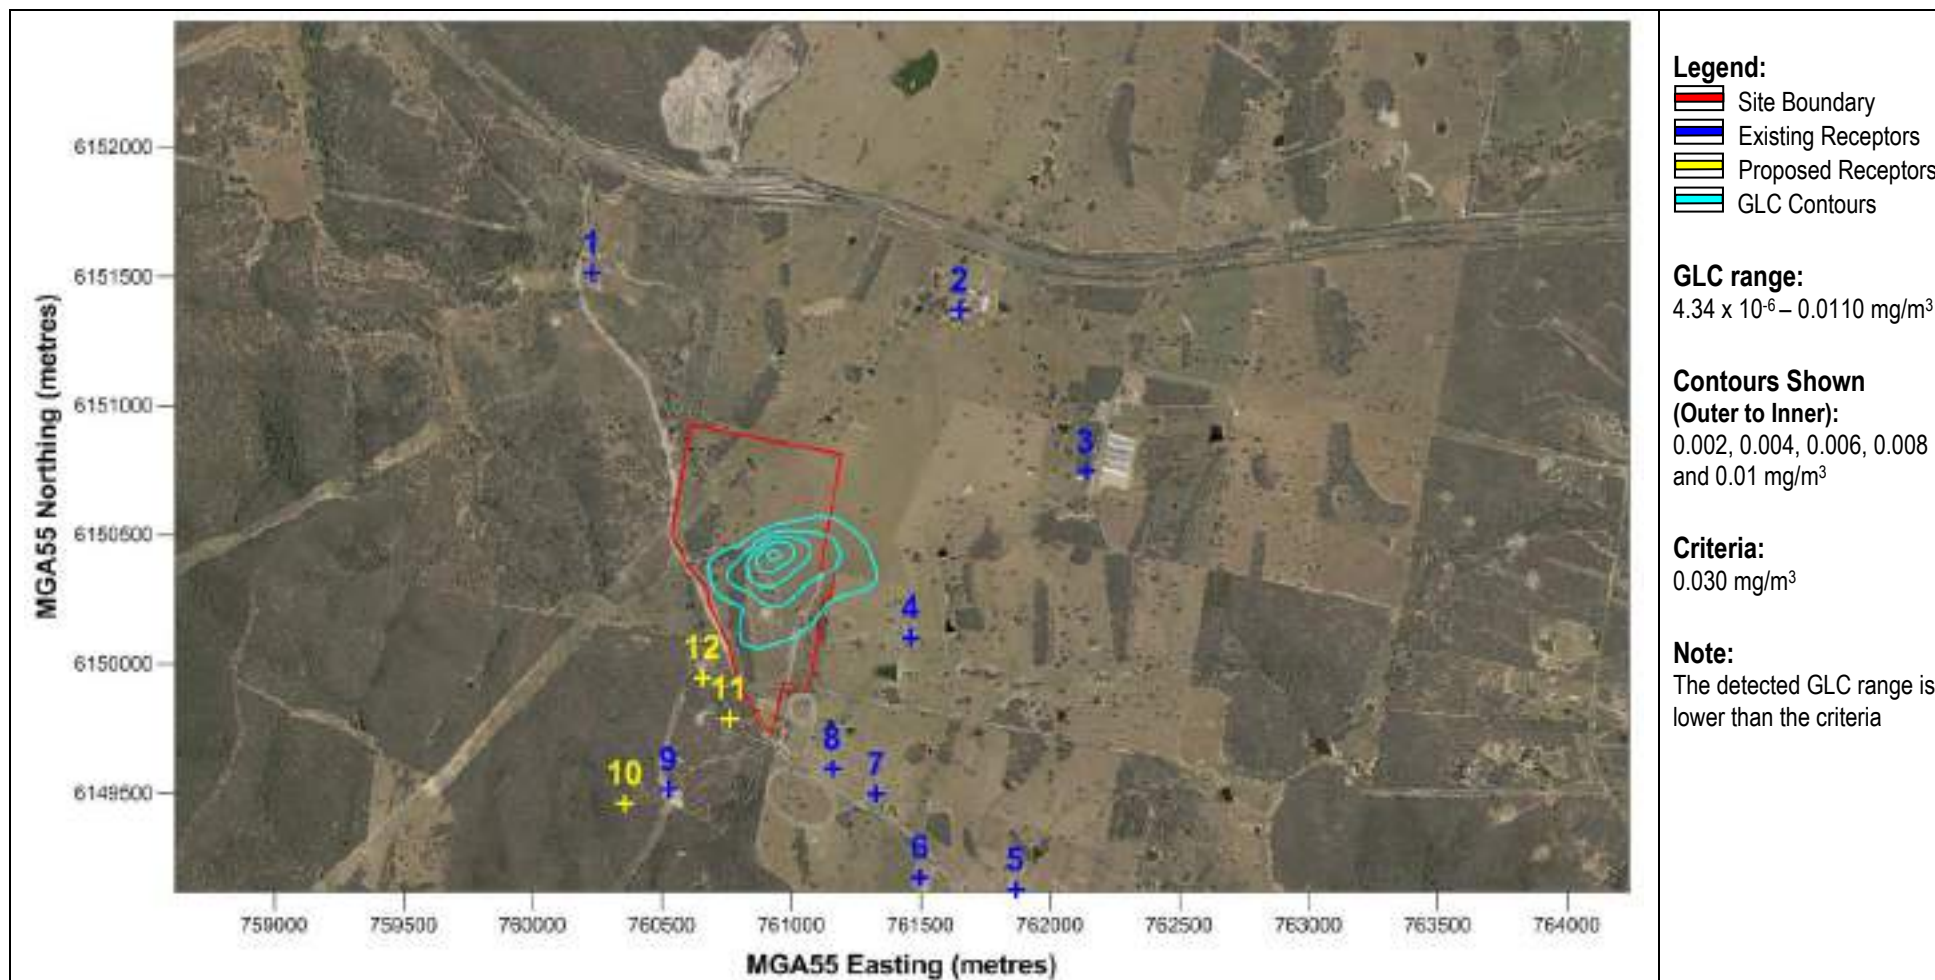 MGA55 Northing (metres)
6152000
6151500
6151000
6150500
6150000
6149500
1
2
3
4
12
11
8
9
7
10
6
5
759000 759500 760000 760500 761000 761500 762000 762500 763000 763500 764000
MGA55 Easting (metres)
Legend:
Site Boundary
Existing Receptors
Proposed Receptors
GLC Contours
GLC range:
4.34 x 10⁻⁶ – 0.0110 mg/m³
Contours Shown
(Outer to Inner):
0.002, 0.004, 0.006, 0.008
and 0.01 mg/m³
Criteria:
0.030 mg/m³
Note:
The detected GLC range is
lower than the criteria